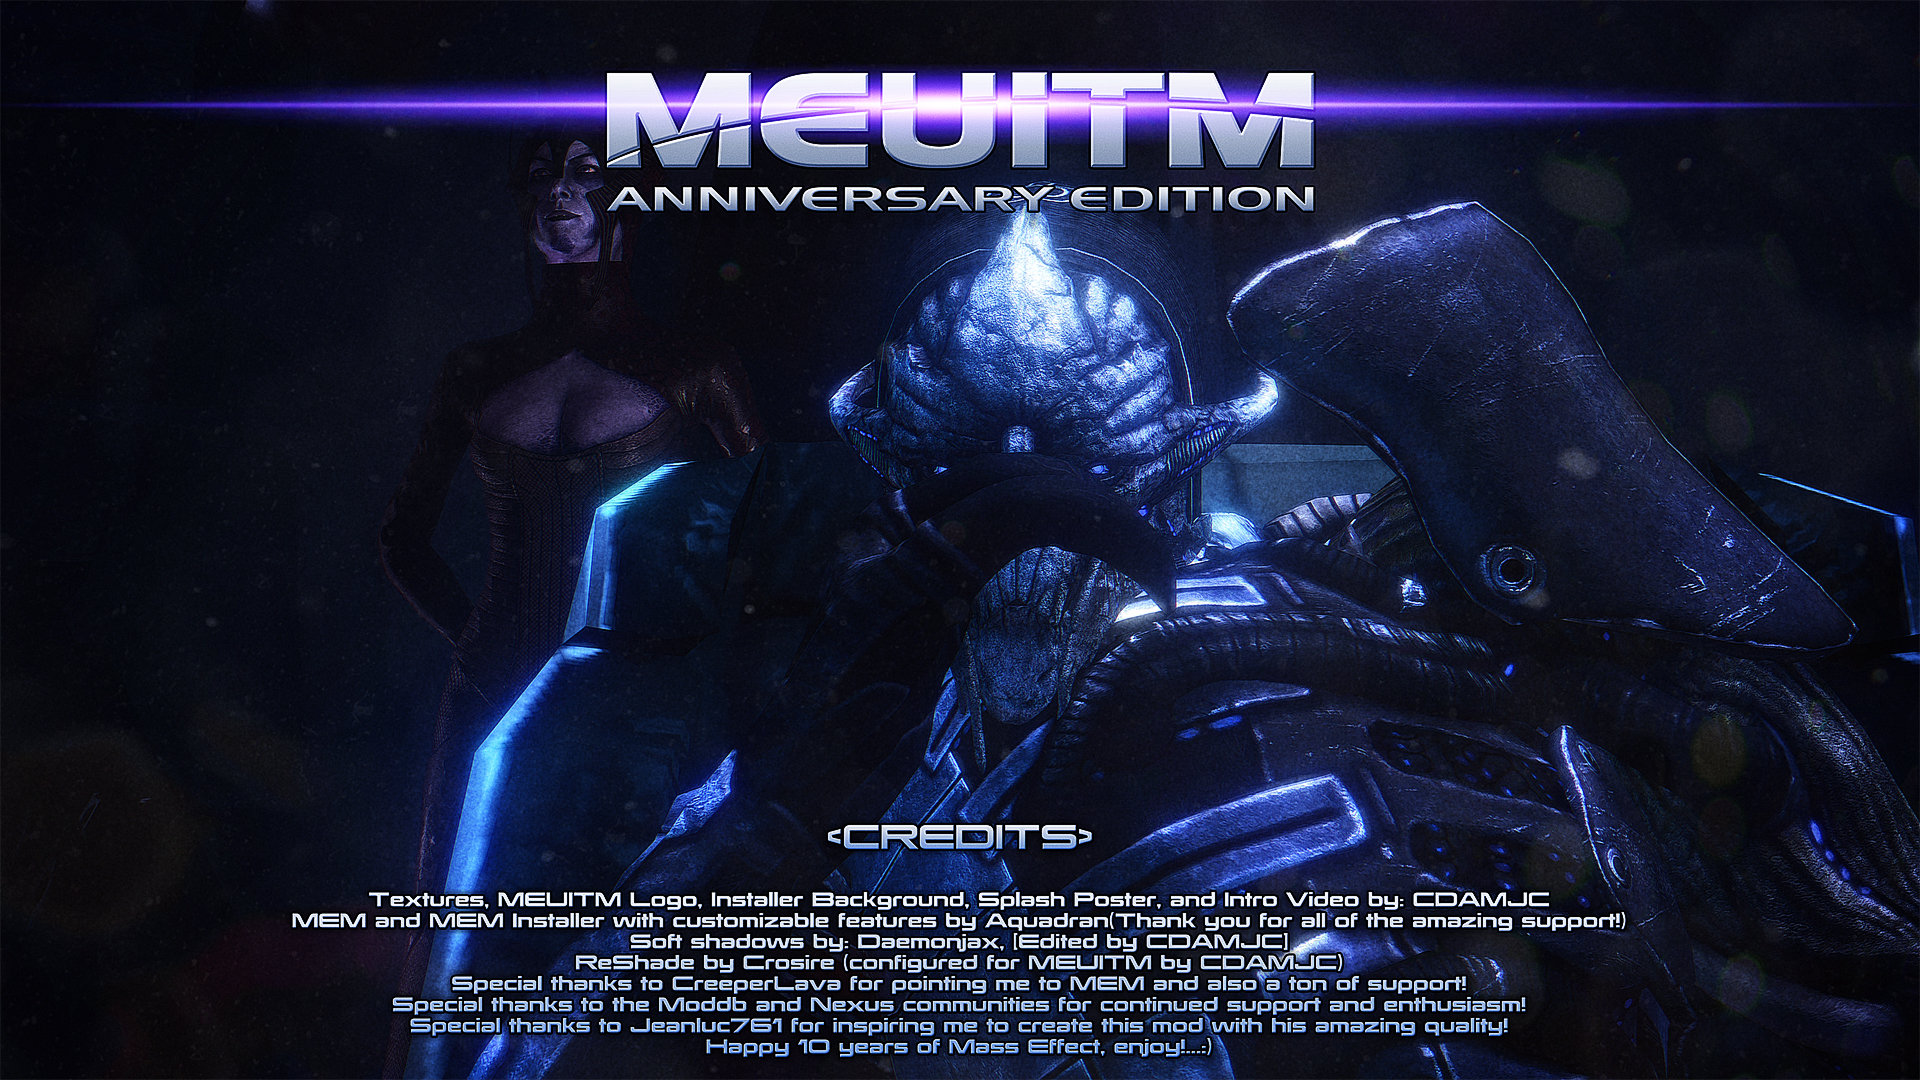 MEUITM
ANNIVERSARY EDITION
<CREDITS>
Textures, MEUITM Logo, Installer Background, Splash Poster, and Intro Video by: CDAMJC
MEM and MEM Installer with customizable features by Aquadran(Thank you for all of the amazing support!)
Soft shadows by: Daemonjax, [Edited by CDAMJC]
ReShade by Crosire (configured for MEUITM by CDAMJC)
Special thanks to CreeperLava for pointing me to MEM and also a ton of support!
Special thanks to the Moddb and Nexus communities for continued support and enthusiasm!
Special thanks to Jeanluc761 for inspiring me to create this mod with his amazing quality!
Happy 10 years of Mass Effect, enjoy!...:)